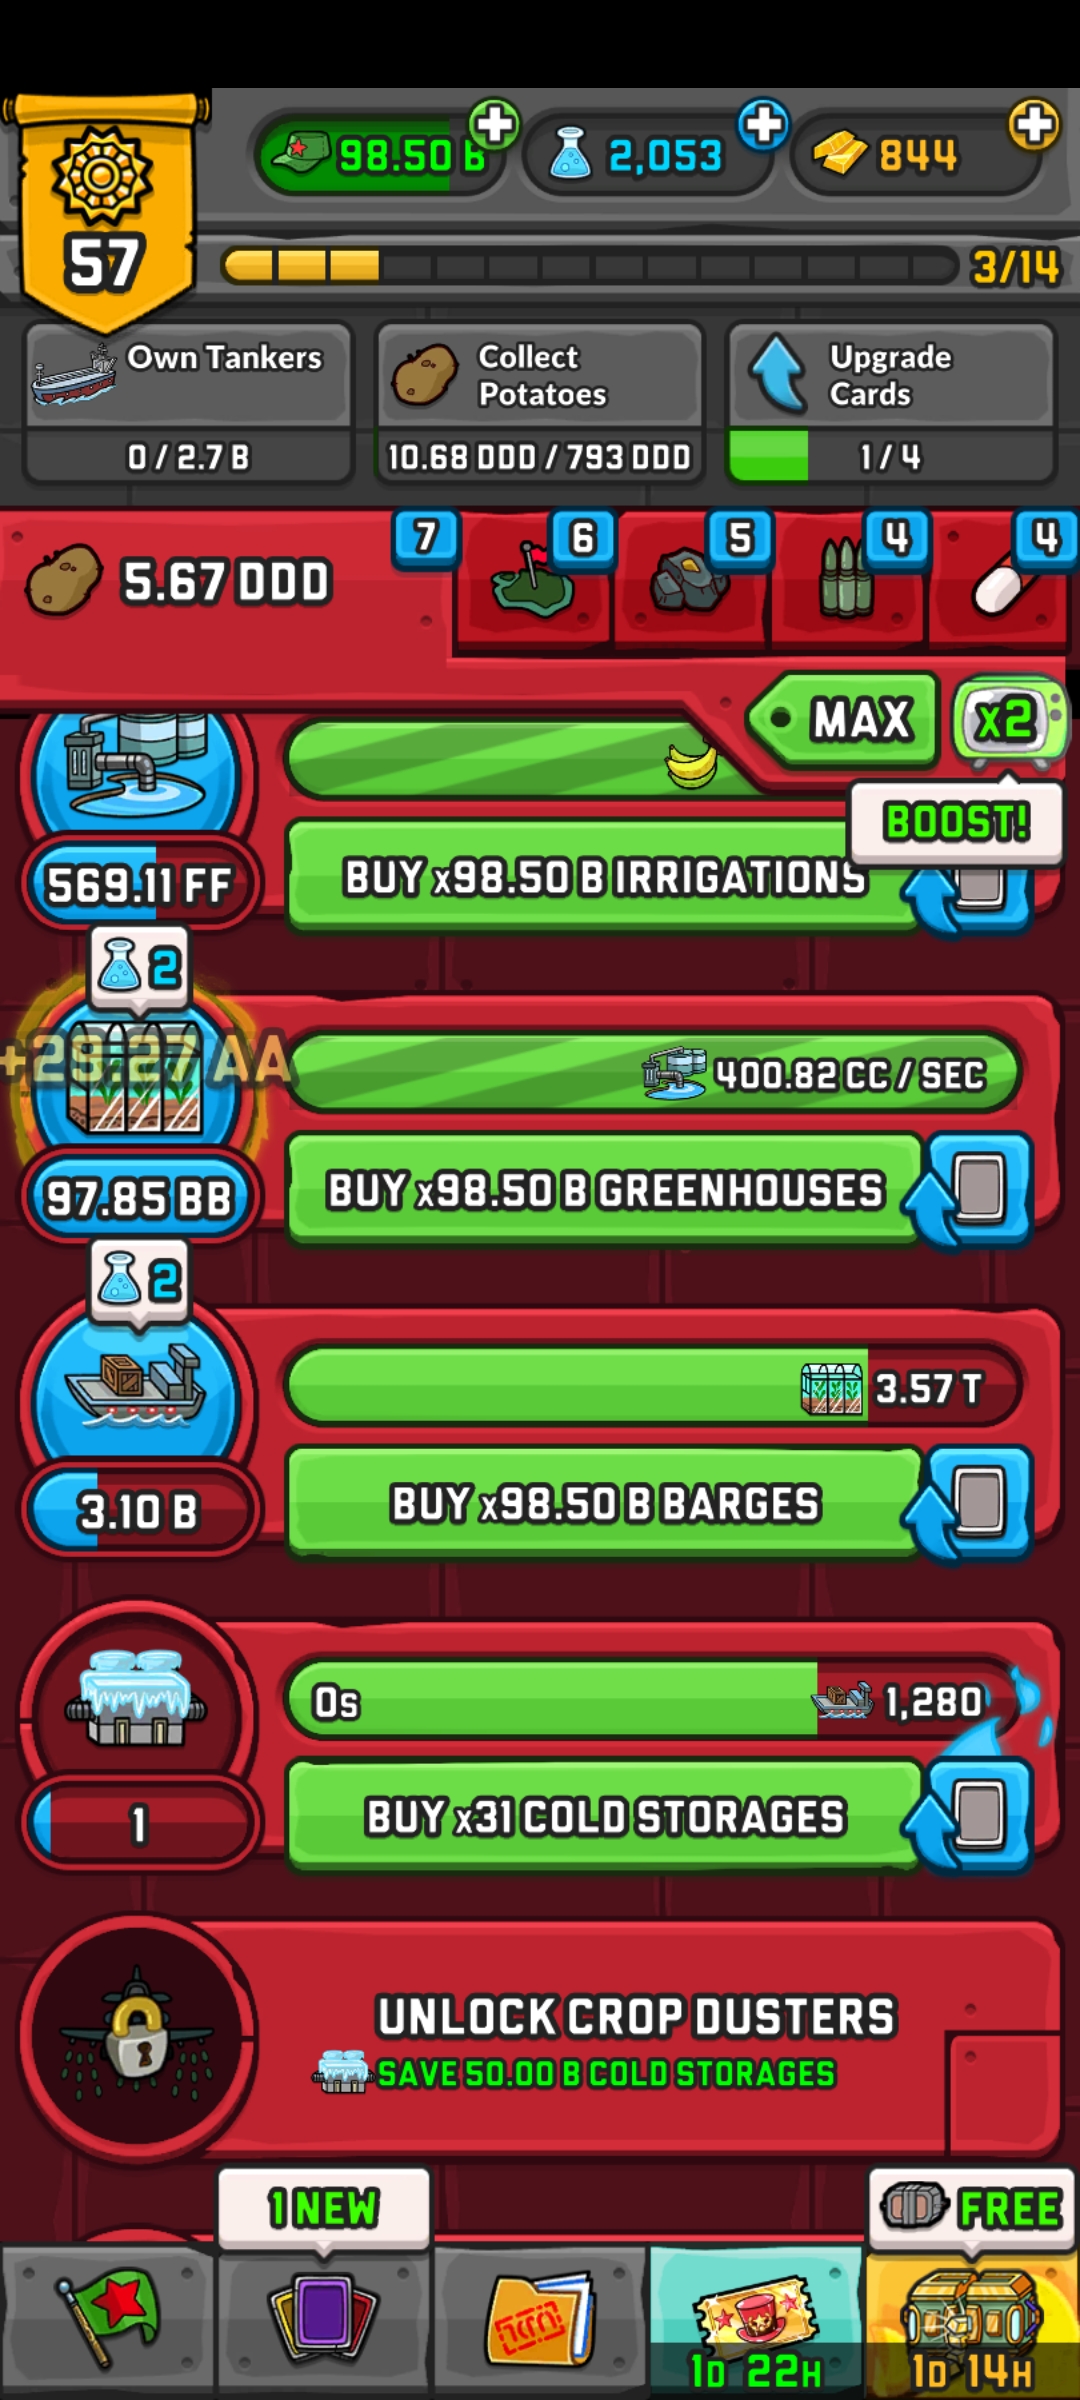 98.50 B
2,053
844
57
3/14
Own Tankers
0 / 2.7 B
Collect
Potatoes
10.68 DDD / 793 DDD
Upgrade
Cards
1 / 4
5.67 DDD
7
6
5
4
4
MAX
x2
BOOST!
569.11 FF
BUY x98.50 B IRRIGATIONS
2
+29.27 AA
400.82 CC / SEC
97.85 BB
BUY x98.50 B GREENHOUSES
2
3.57 T
3.10 B
BUY x98.50 B BARGES
0s
1,280
1
BUY x31 COLD STORAGES
UNLOCK CROP DUSTERS
SAVE 50.00 B COLD STORAGES
1 NEW
FREE
1D 22H
1D 14H